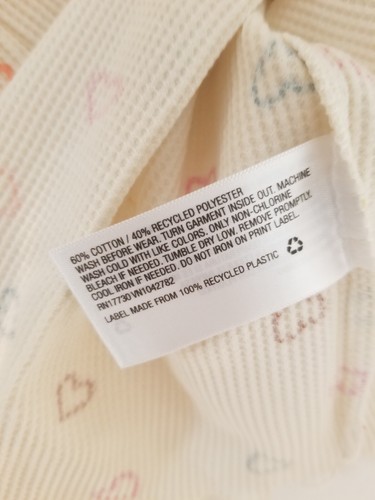 60% COTTON / 40% RECYCLED POLYESTER
WASH BEFORE WEAR. TURN GARMENT INSIDE OUT. MACHINE
WASH COLD WITH LIKE COLORS. ONLY NON-CHLORINE
BLEACH IF NEEDED. TUMBLE DRY LOW. REMOVE PROMPTLY.
COOL IRON IF NEEDED. DO NOT IRON ON PRINT LABEL.
RN17730 VN1042782
LABEL MADE FROM 100% RECYCLED PLASTIC